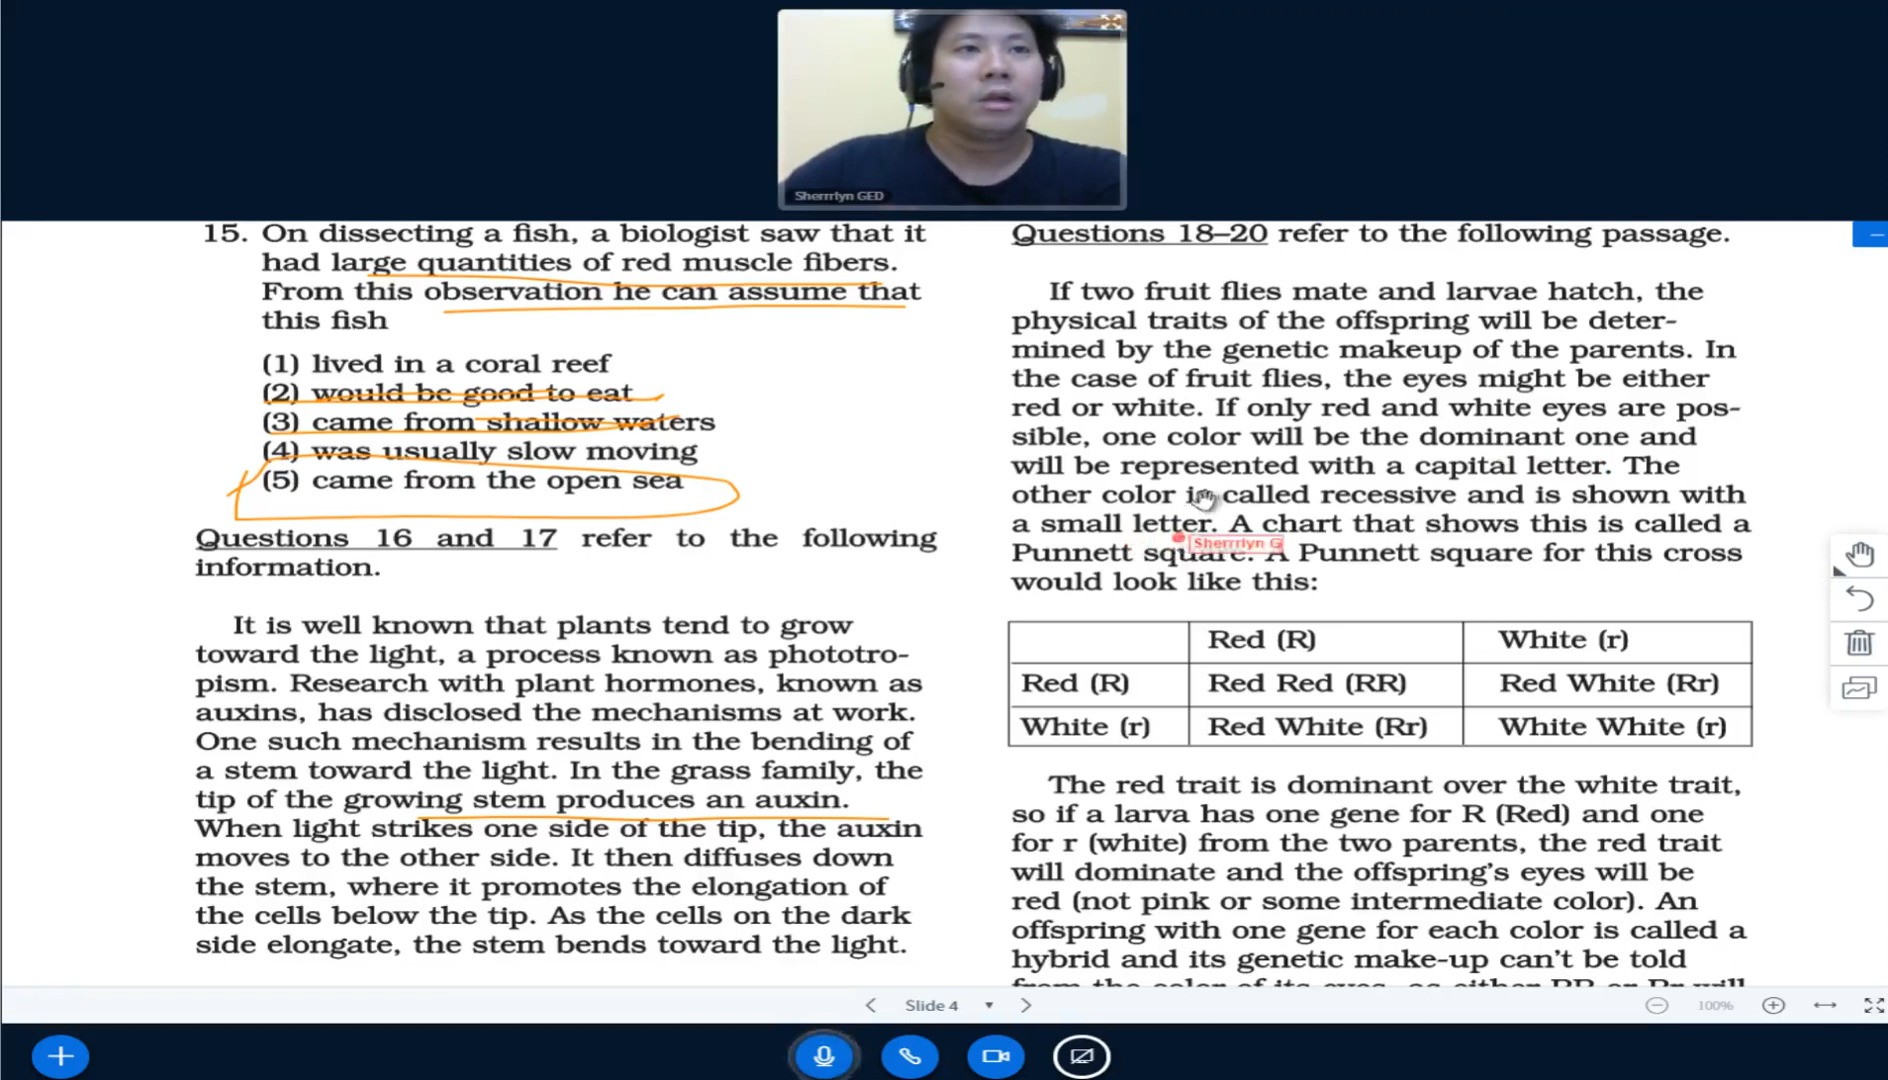 Sherrrlyn GED
15. On dissecting a fish, a biologist saw that it
had large quantities of red muscle fibers.
From this observation he can assume that
this fish
(1) lived in a coral reef
(2) would be good to eat
(3) came from shallow waters
(4) was usually slow moving
(5) came from the open sea
Questions 16 and 17 refer to the following
information.
It is well known that plants tend to grow
toward the light, a process known as phototro-
pism. Research with plant hormones, known as
auxins, has disclosed the mechanisms at work.
One such mechanism results in the bending of
a stem toward the light. In the grass family, the
tip of the growing stem produces an auxin.
When light strikes one side of the tip, the auxin
moves to the other side. It then diffuses down
the stem, where it promotes the elongation of
the cells below the tip. As the cells on the dark
side elongate, the stem bends toward the light.
Questions 18–20 refer to the following passage.
If two fruit flies mate and larvae hatch, the
physical traits of the offspring will be deter-
mined by the genetic makeup of the parents. In
the case of fruit flies, the eyes might be either
red or white. If only red and white eyes are pos-
sible, one color will be the dominant one and
will be represented with a capital letter. The
other color is called recessive and is shown with
a small letter. A chart that shows this is called a
Sherrrlyn G
Punnett square. A Punnett square for this cross
would look like this:
Red (R) White (r)
Red (R) Red Red (RR) Red White (Rr)
White (r) Red White (Rr) White White (r)
The red trait is dominant over the white trait,
so if a larva has one gene for R (Red) and one
for r (white) from the two parents, the red trait
will dominate and the offspring's eyes will be
red (not pink or some intermediate color). An
offspring with one gene for each color is called a
hybrid and its genetic make-up can't be told
from the color of its eyes, as either RR or Rr will
Slide 4
100%